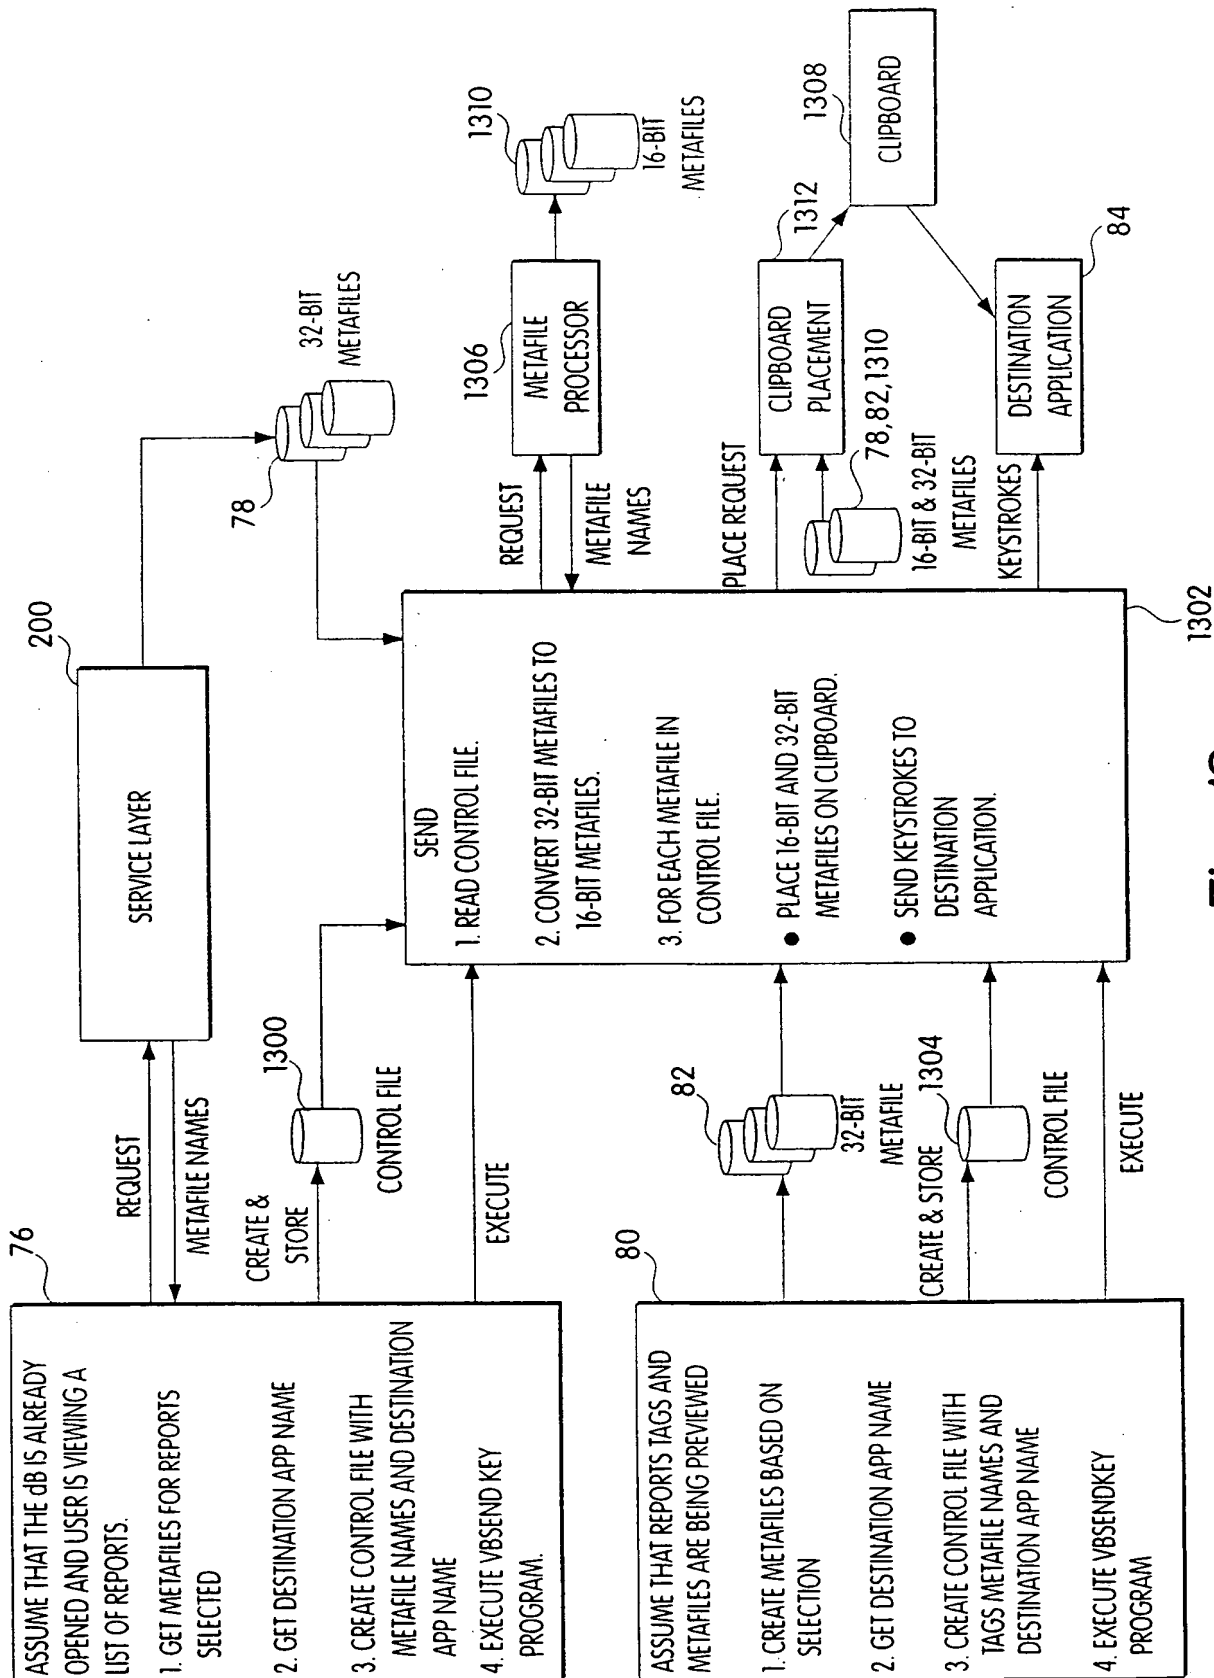 76
ASSUME THAT THE dB IS ALREADY
OPENED AND USER IS VIEWING A
LIST OF REPORTS.
1. GET METAFILES FOR REPORTS
SELECTED
2. GET DESTINATION APP NAME
3. CREATE CONTROL FILE WITH
METAFILE NAMES AND DESTINATION
APP NAME
4. EXECUTE VBSEND KEY
PROGRAM.
REQUEST
METAFILE NAMES
200
SERVICE LAYER
78
32-BIT
METAFILES
CREATE &
STORE
1300
CONTROL FILE
EXECUTE
80
ASSUME THAT REPORTS TAGS AND
METAFILES ARE BEING PREVIEWED
1. CREATE METAFILES BASED ON
SELECTION
2. GET DESTINATION APP NAME
3. CREATE CONTROL FILE WITH
TAGS METAFILE NAMES AND
DESTINATION APP NAME
4. EXECUTE VBSENDKEY
PROGRAM
82
32-BIT
METAFILE
CREATE & STORE
1304
CONTROL FILE
EXECUTE
SEND
1. READ CONTROL FILE.
2. CONVERT 32-BIT METAFILES TO
16-BIT METAFILES.
3. FOR EACH METAFILE IN
CONTROL FILE.
● PLACE 16-BIT AND 32-BIT
METAFILES ON CLIPBOARD.
● SEND KEYSTROKES TO
DESTINATION
APPLICATION.
1302
REQUEST
METAFILE
NAMES
1306
METAFILE
PROCESSOR
1310
16-BIT
METAFILES
PLACE REQUEST
78,82,1310
16-BIT & 32-BIT
METAFILES
KEYSTROKES
1312
CLIPBOARD
PLACEMENT
1308
CLIPBOARD
84
DESTINATION
APPLICATION